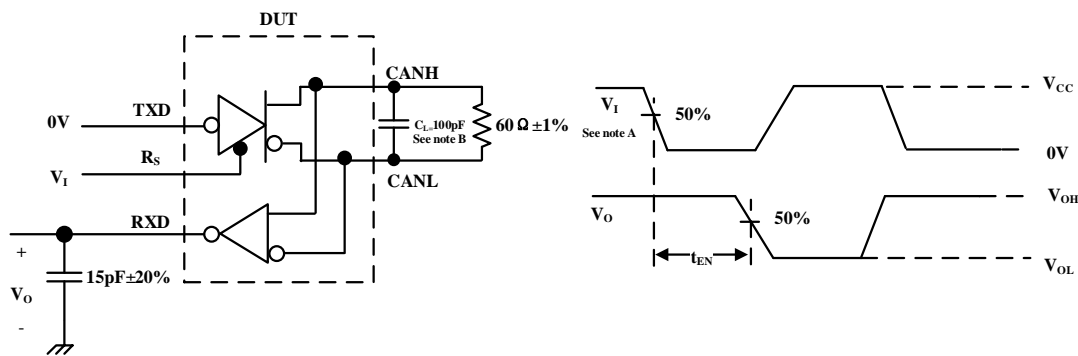 DUT
CANH
TXD
0V
C_L=100pF
See note B
60Ω±1%
R_S
V_I
CANL
RXD
+
15pF±20%
V_O
-
V_CC
V_I
50%
See note A
0V
V_OH
V_O
50%
t_EN
V_OL